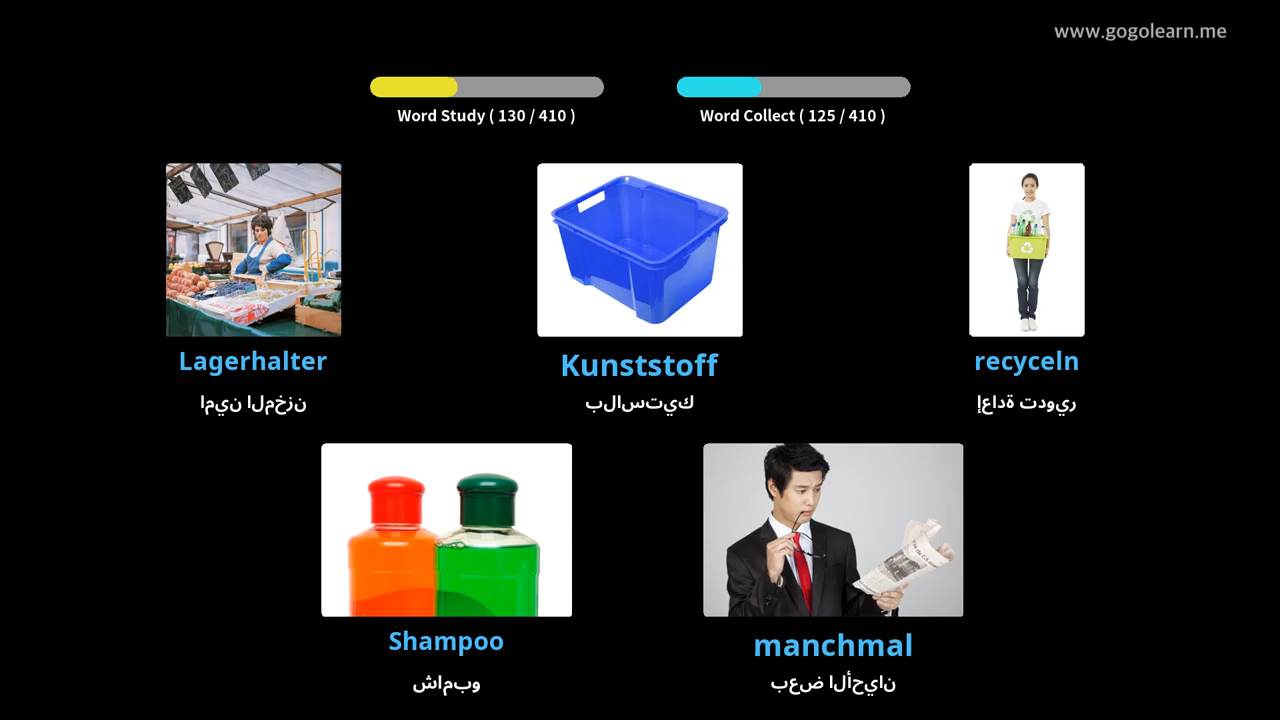 www.gogolearn.me
Word Study ( 130 / 410 )
Word Collect ( 125 / 410 )
Lagerhalter
Kunststoff
recyceln
امين المخزن
بلاستيك
إعادة تدوير
Shampoo
manchmal
شامبو
بعض الأحيان